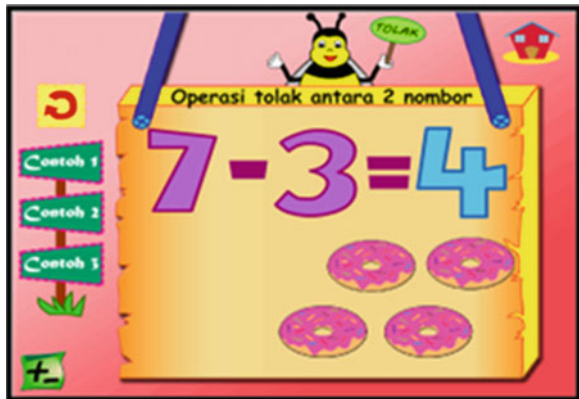 TOLAK
Operasi tolak antara 2 nombor
7-3=4
Contoh 1
Contoh 2
Contoh 3
+-